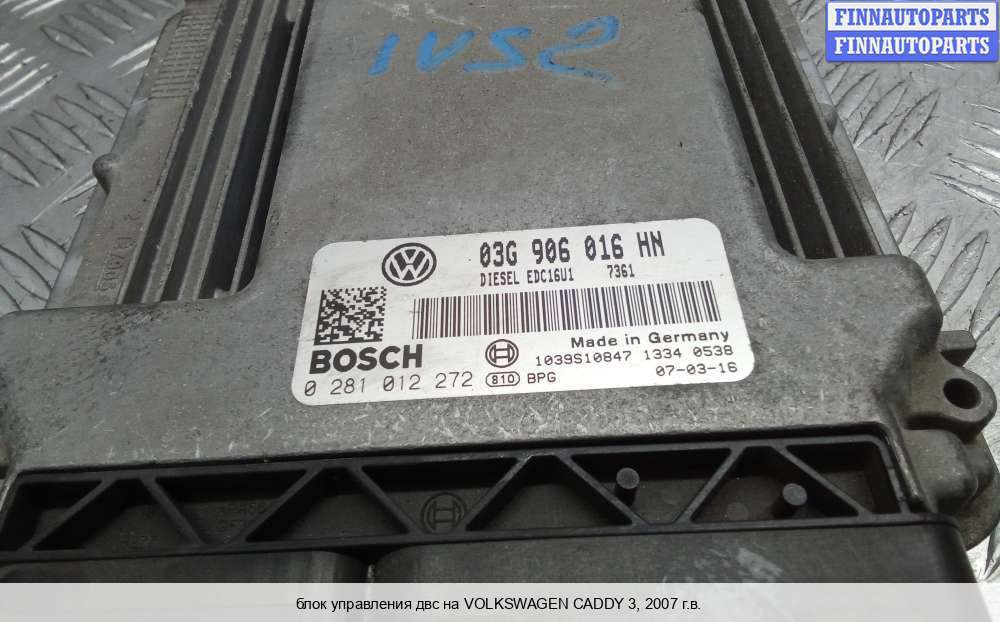 FINNAUTOPARTS
FINNAUTOPARTS
1VS2
03G 906 016 HN
DIESEL EDC16U1 7361
Made in Germany
BOSCH
1039S10847 1334 0538
0 281 012 272 810 BPG
07-03-16
блок управления двс на VOLKSWAGEN CADDY 3, 2007 г.в.